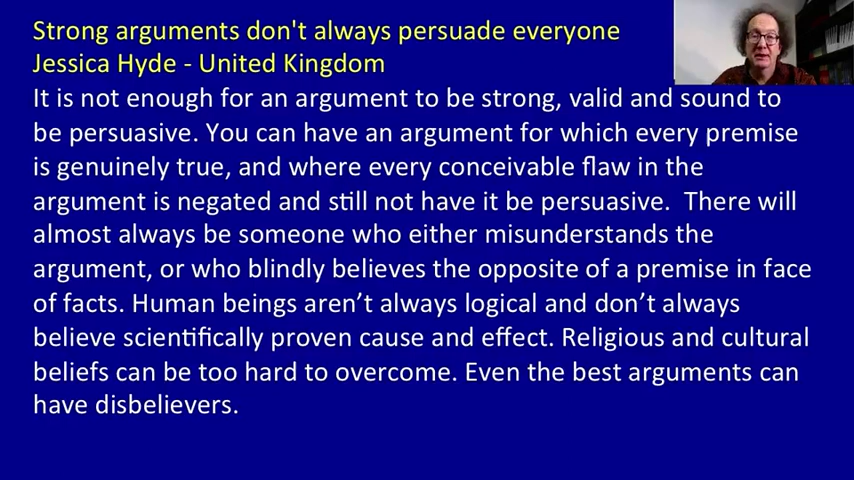 Strong arguments don't always persuade everyone
Jessica Hyde - United Kingdom
It is not enough for an argument to be strong, valid and sound to
be persuasive. You can have an argument for which every premise
is genuinely true, and where every conceivable flaw in the
argument is negated and still not have it be persuasive.  There will
almost always be someone who either misunderstands the
argument, or who blindly believes the opposite of a premise in face
of facts. Human beings aren’t always logical and don’t always
believe scientifically proven cause and effect. Religious and cultural
beliefs can be too hard to overcome. Even the best arguments can
have disbelievers.